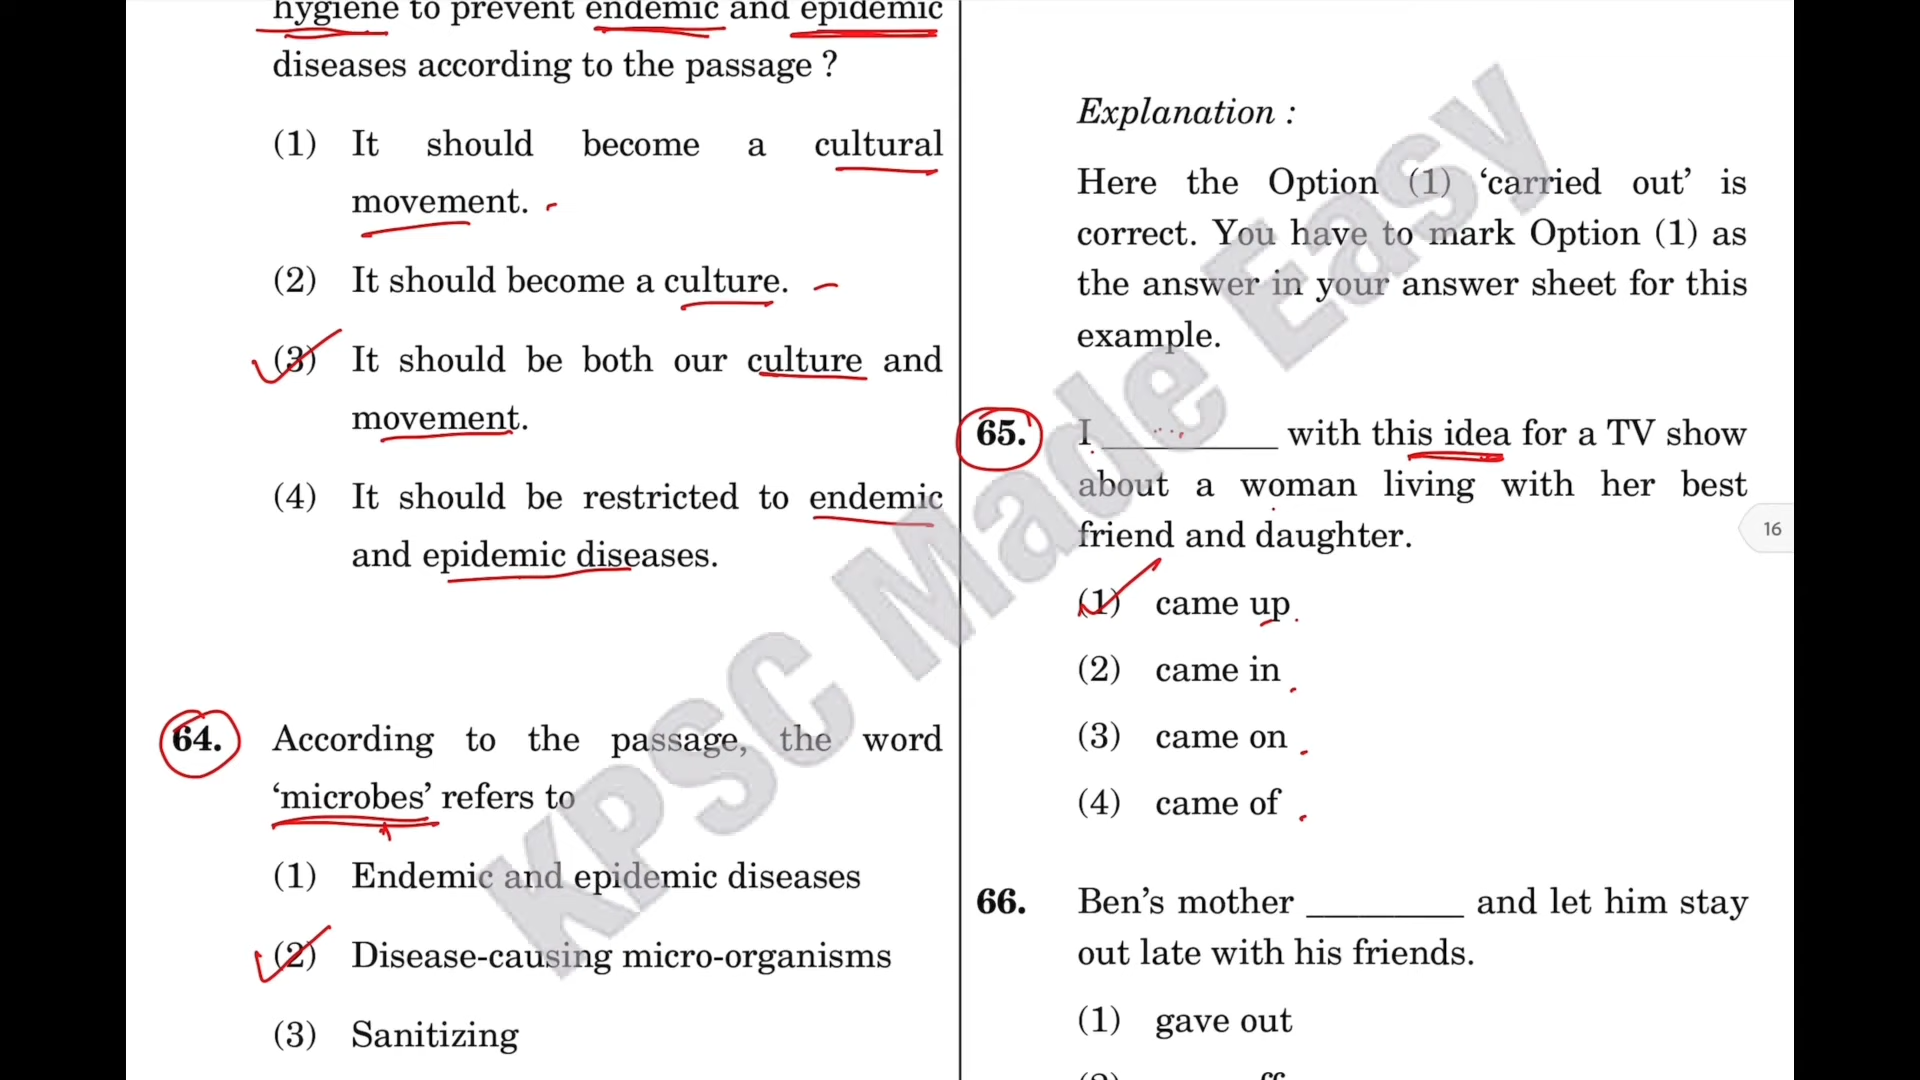 hygiene to prevent endemic and epidemic
diseases according to the passage ?
(1) It should become a cultural
movement.
(2) It should become a culture.
(3) It should be both our culture and
movement.
(4) It should be restricted to endemic
and epidemic diseases.
64. According to the passage, the word
‘microbes’ refers to
(1) Endemic and epidemic diseases
(2) Disease-causing micro-organisms
(3) Sanitizing
Explanation :
Here the Option (1) ‘carried out’ is
correct. You have to mark Option (1) as
the answer in your answer sheet for this
example.
65. I ________ with this idea for a TV show
about a woman living with her best
friend and daughter.
(1) came up
(2) came in
(3) came on
(4) came of
66. Ben’s mother ________ and let him stay
out late with his friends.
(1) gave out
16
KPSC Made Easy